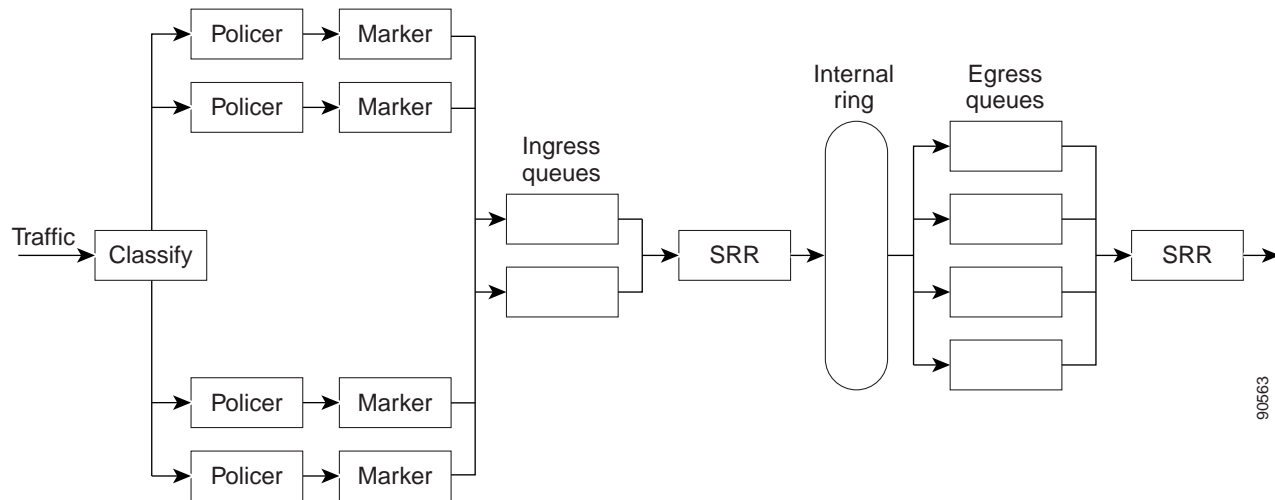 Policer
Marker
Policer
Marker
Ingress
queues
Internal
ring
Egress
queues
Traffic
Classify
SRR
SRR
Policer
Marker
Policer
Marker
90563